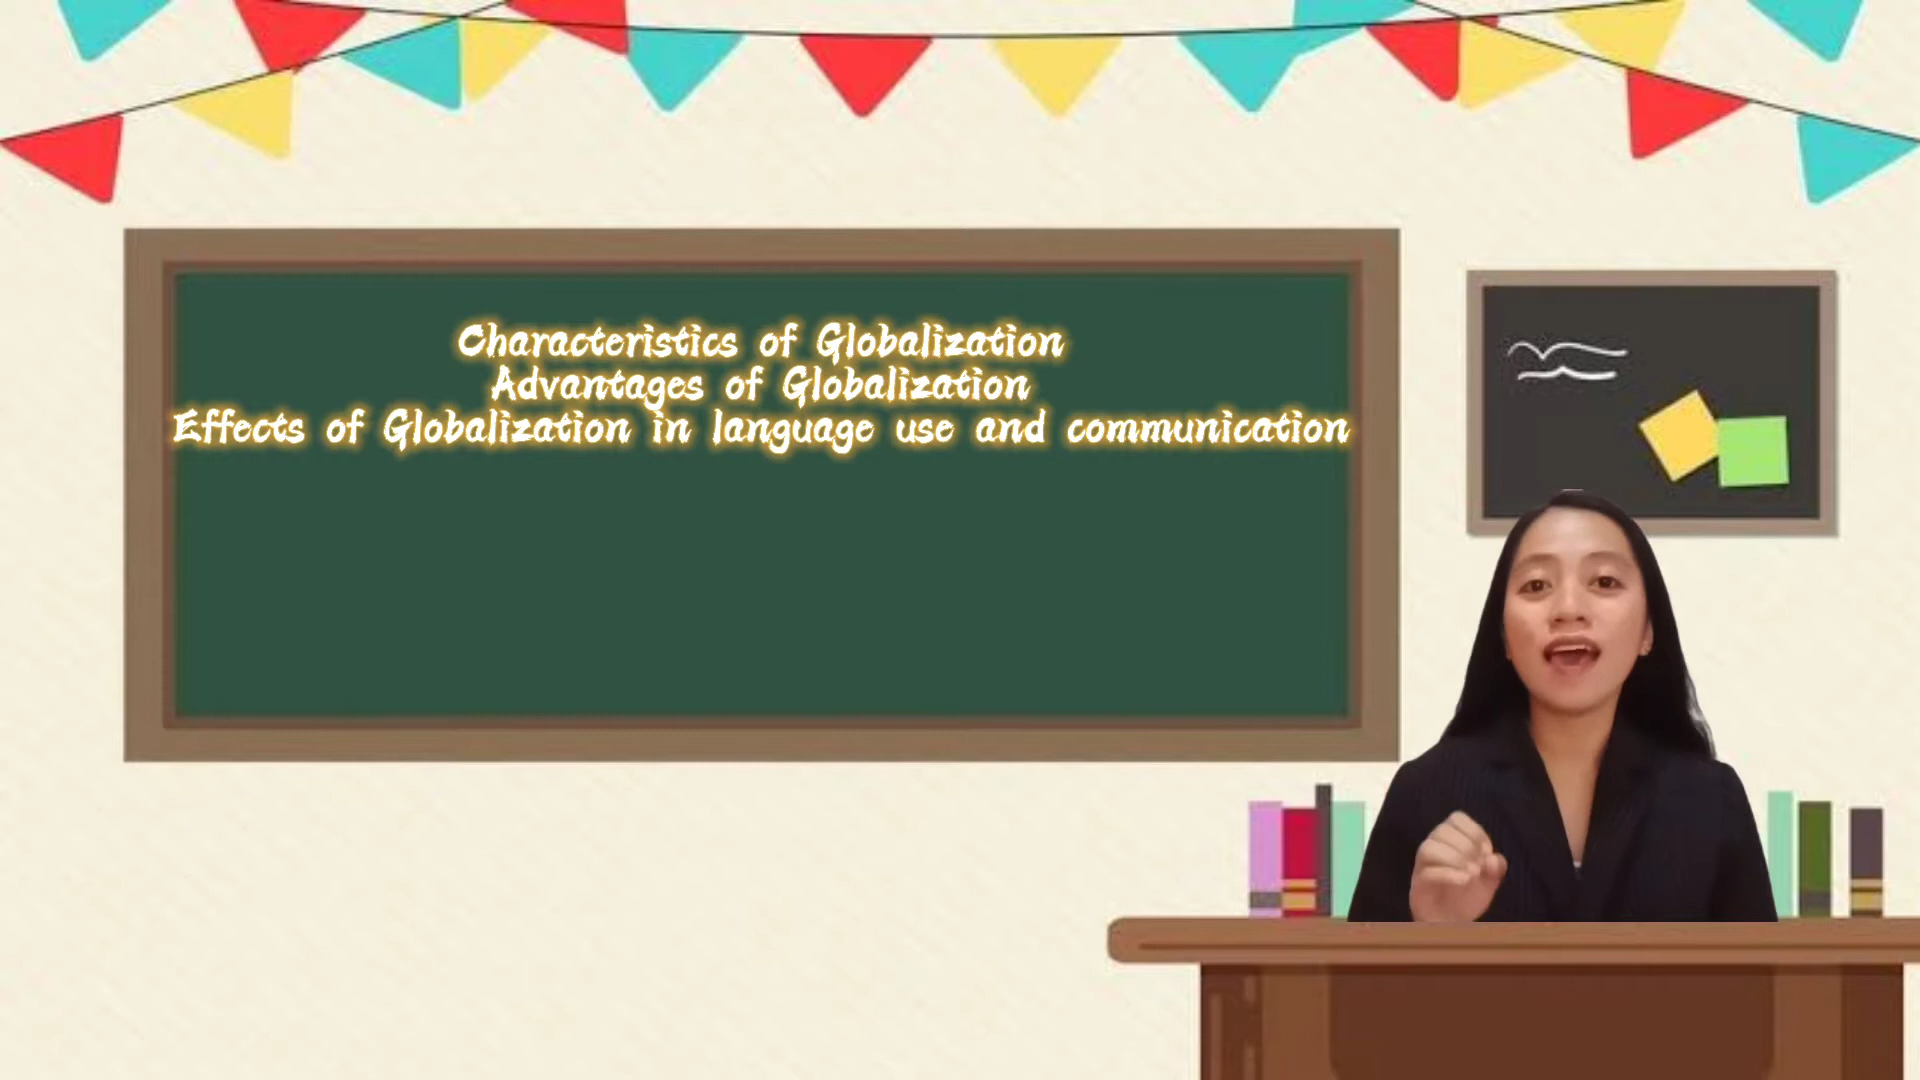 Characteristics of Globalization
Advantages of Globalization
Effects of Globalization in language use and communication